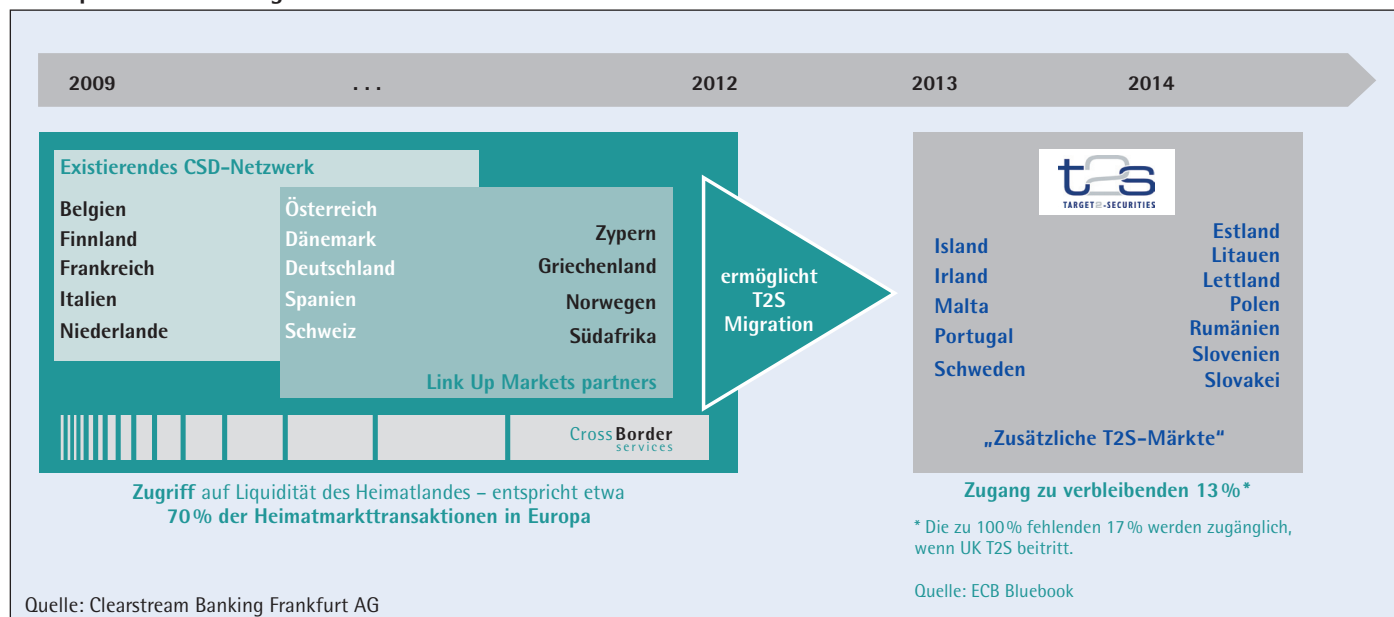 2009 ... 2012 2013 2014
Existierendes CSD-Netzwerk
Belgien
Finnland
Frankreich
Italien
Niederlande
Österreich
Dänemark
Deutschland
Spanien
Schweiz
Zypern
Griechenland
Norwegen
Südafrika
Link Up Markets partners
CrossBorder
services
ermöglicht
T2S
Migration
Zugriff auf Liquidität des Heimatlandes – entspricht etwa
70% der Heimatmarkttransaktionen in Europa
t2s
TARGET2-SECURITIES
Island
Irland
Malta
Portugal
Schweden
Estland
Litauen
Lettland
Polen
Rumänien
Slovenien
Slovakei
„Zusätzliche T2S-Märkte“
Zugang zu verbleibenden 13%*
* Die zu 100% fehlenden 17% werden zugänglich,
wenn UK T2S beitritt.
Quelle: ECB Bluebook
Quelle: Clearstream Banking Frankfurt AG